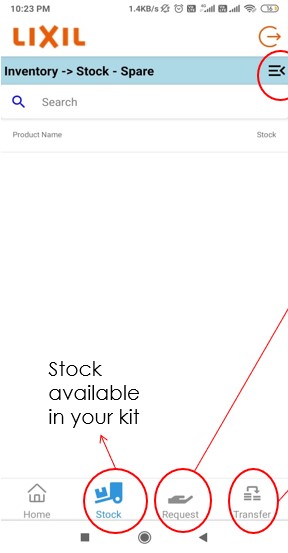 10:23 PM 1.4KB/s 16
LIXIL
Inventory -> Stock - Spare
Search
Product Name Stock
Stock
available
in your kit
Home Stock Request Transfer